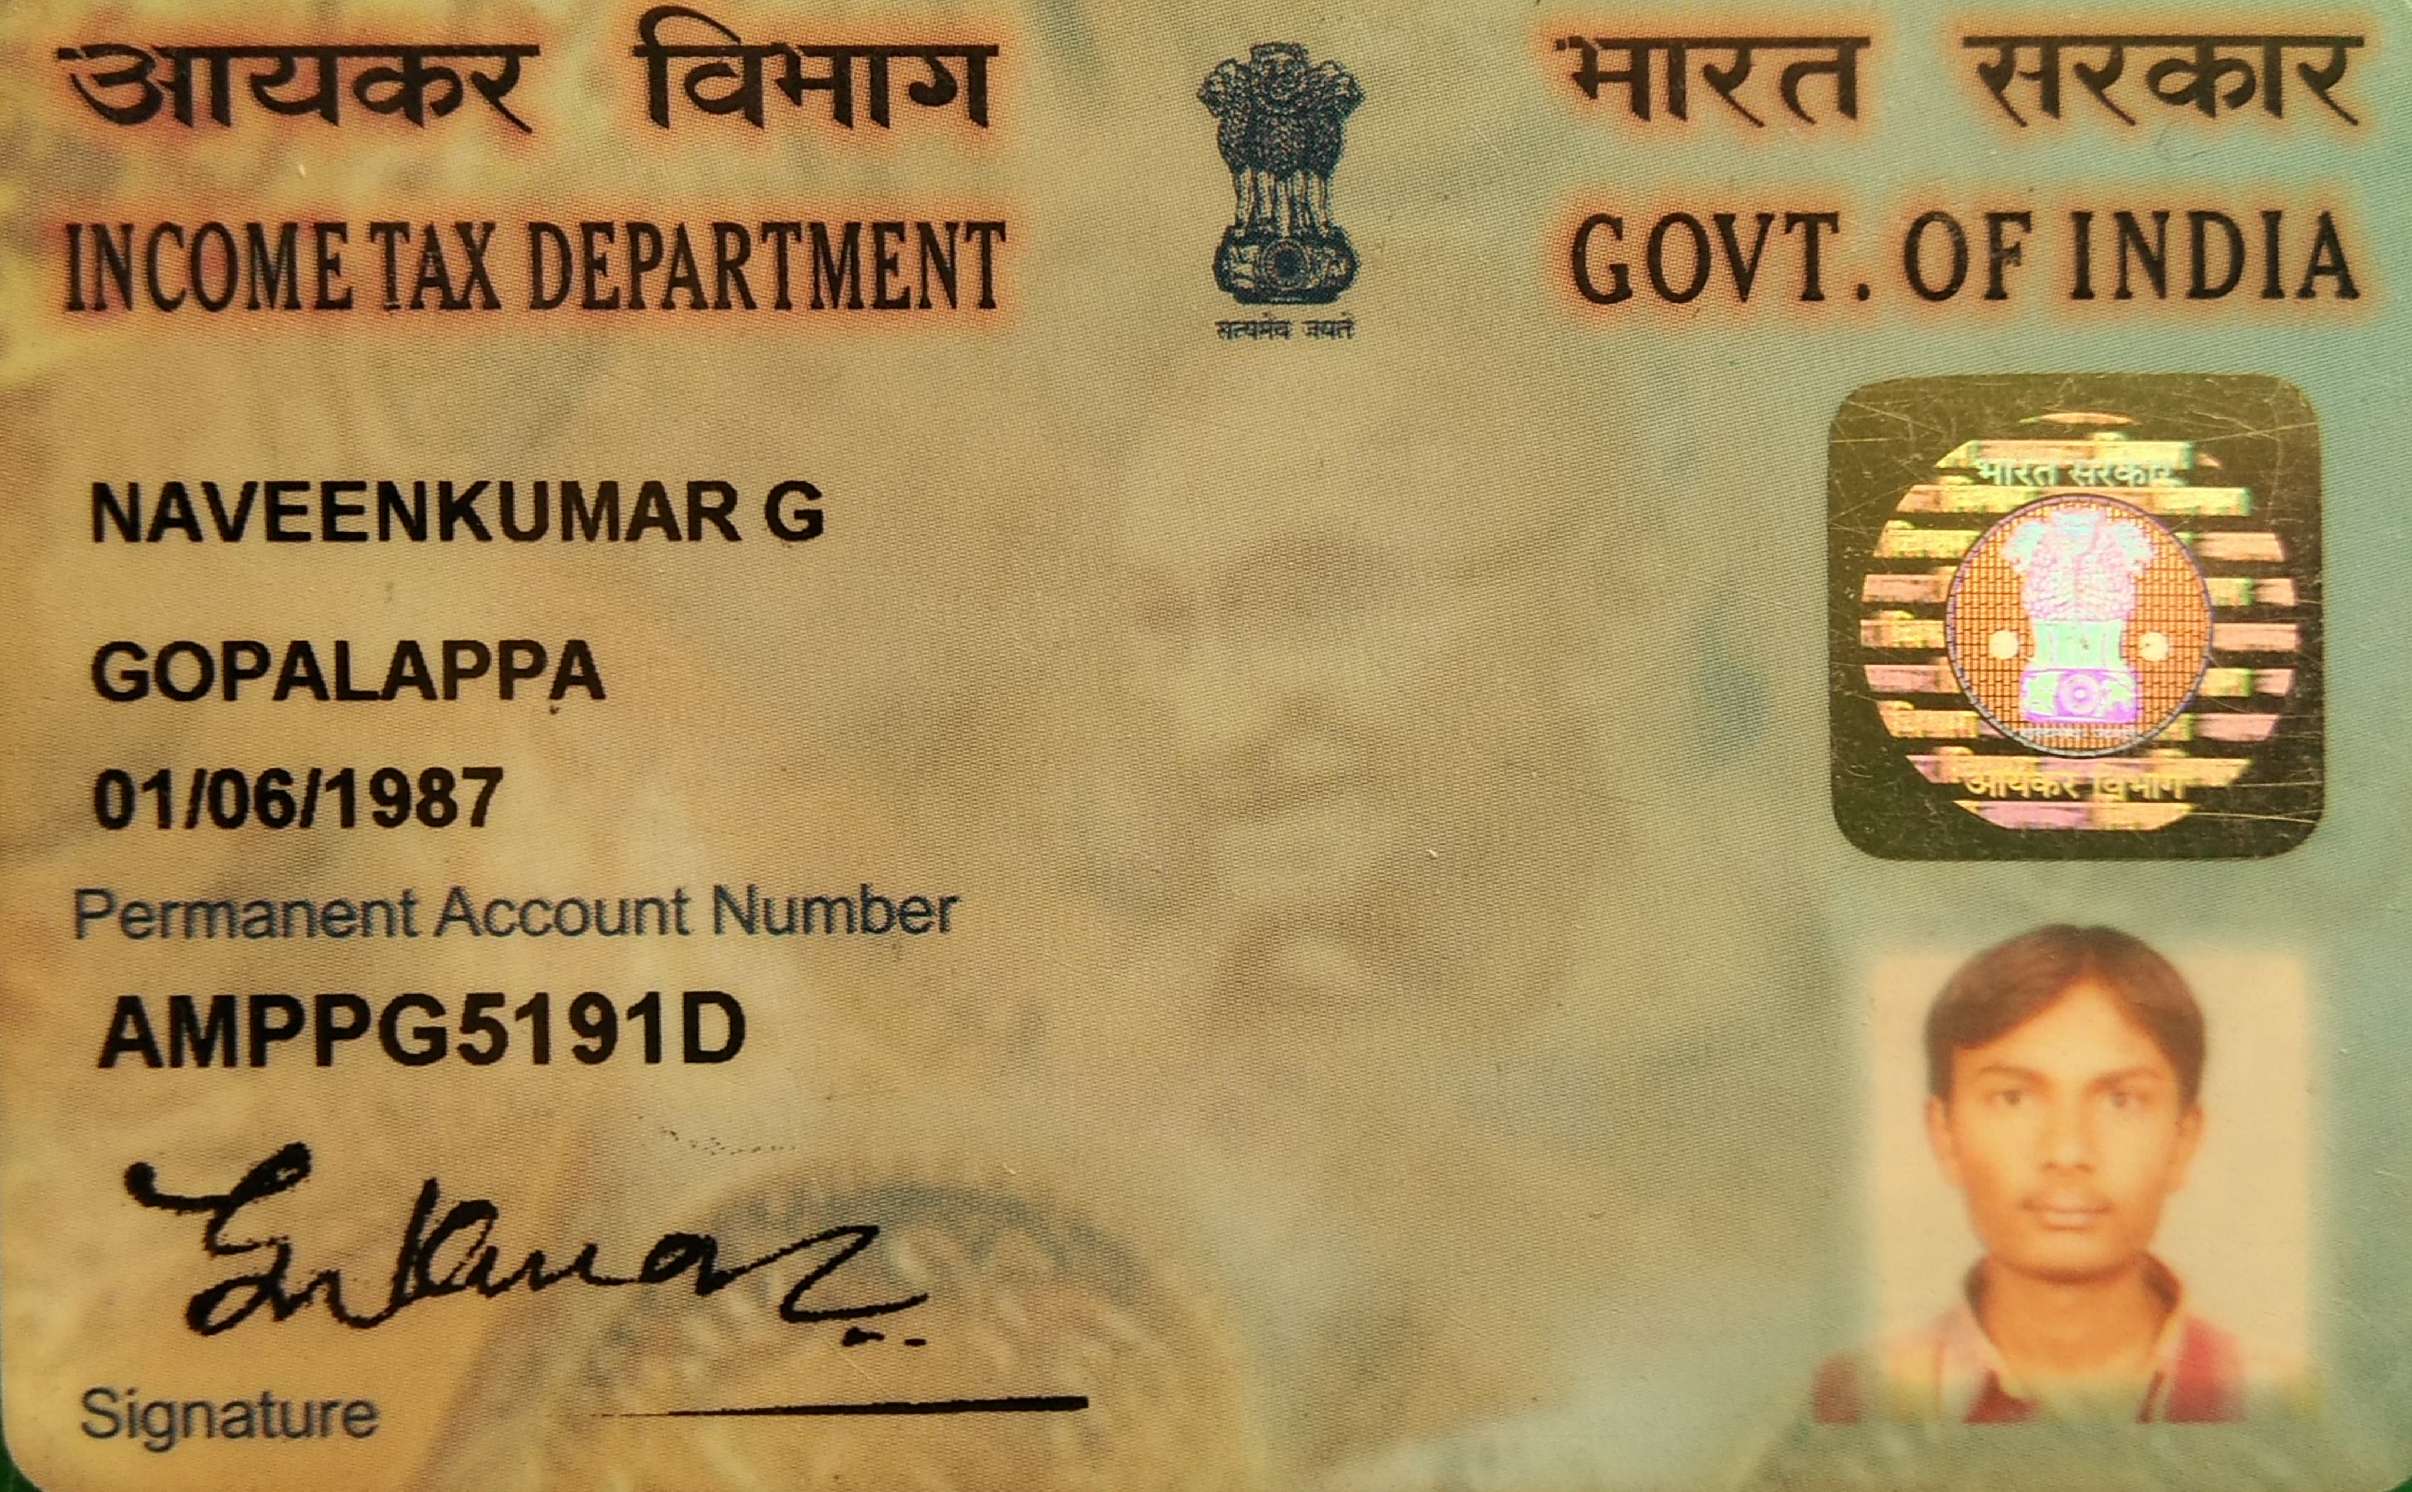 आयकर विभाग
INCOME TAX DEPARTMENT
सत्यमेव जयते
भारत सरकार
GOVT. OF INDIA
NAVEENKUMAR G
GOPALAPPA
01/06/1987
Permanent Account Number
AMPPG5191D
Signature
भारत सरकार
आयकर विभाग